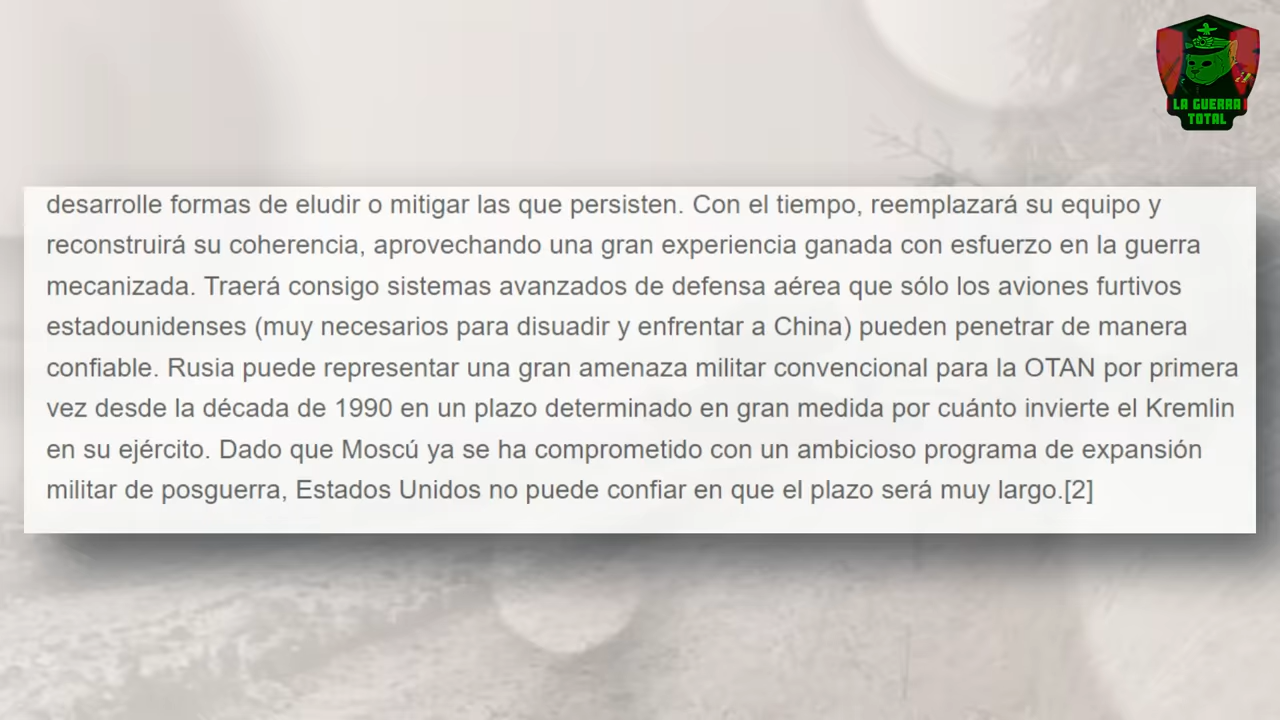 LA GUERRA
TOTAL
desarrolle formas de eludir o mitigar las que persisten. Con el tiempo, reemplazará su equipo y
reconstruirá su coherencia, aprovechando una gran experiencia ganada con esfuerzo en la guerra
mecanizada. Traerá consigo sistemas avanzados de defensa aérea que sólo los aviones furtivos
estadounidenses (muy necesarios para disuadir y enfrentar a China) pueden penetrar de manera
confiable. Rusia puede representar una gran amenaza militar convencional para la OTAN por primera
vez desde la década de 1990 en un plazo determinado en gran medida por cuánto invierte el Kremlin
en su ejército. Dado que Moscú ya se ha comprometido con un ambicioso programa de expansión
militar de posguerra, Estados Unidos no puede confiar en que el plazo será muy largo.[2]